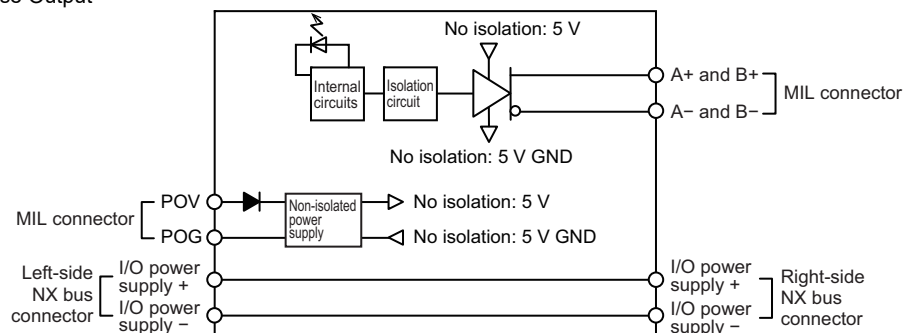 No isolation: 5 V
Internal
circuits
Isolation
circuit
A+ and B+
A− and B−
MIL connector
No isolation: 5 V GND
MIL connector
POV
POG
Non-isolated
power
supply
No isolation: 5 V
No isolation: 5 V GND
Left-side
NX bus
connector
I/O power
supply +
I/O power
supply −
I/O power
supply +
I/O power
supply −
Right-side
NX bus
connector